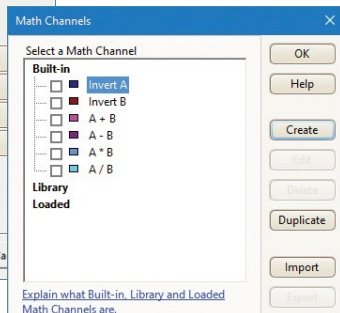 Math Channels
Select a Math Channel
Built-in
Invert A
Invert B
A + B
A - B
A * B
A / B
Library
Loaded
Explain what Built-in, Library and Loaded
Math Channels are.
OK
Help
Create
Edit
Delete
Duplicate
Import
Export